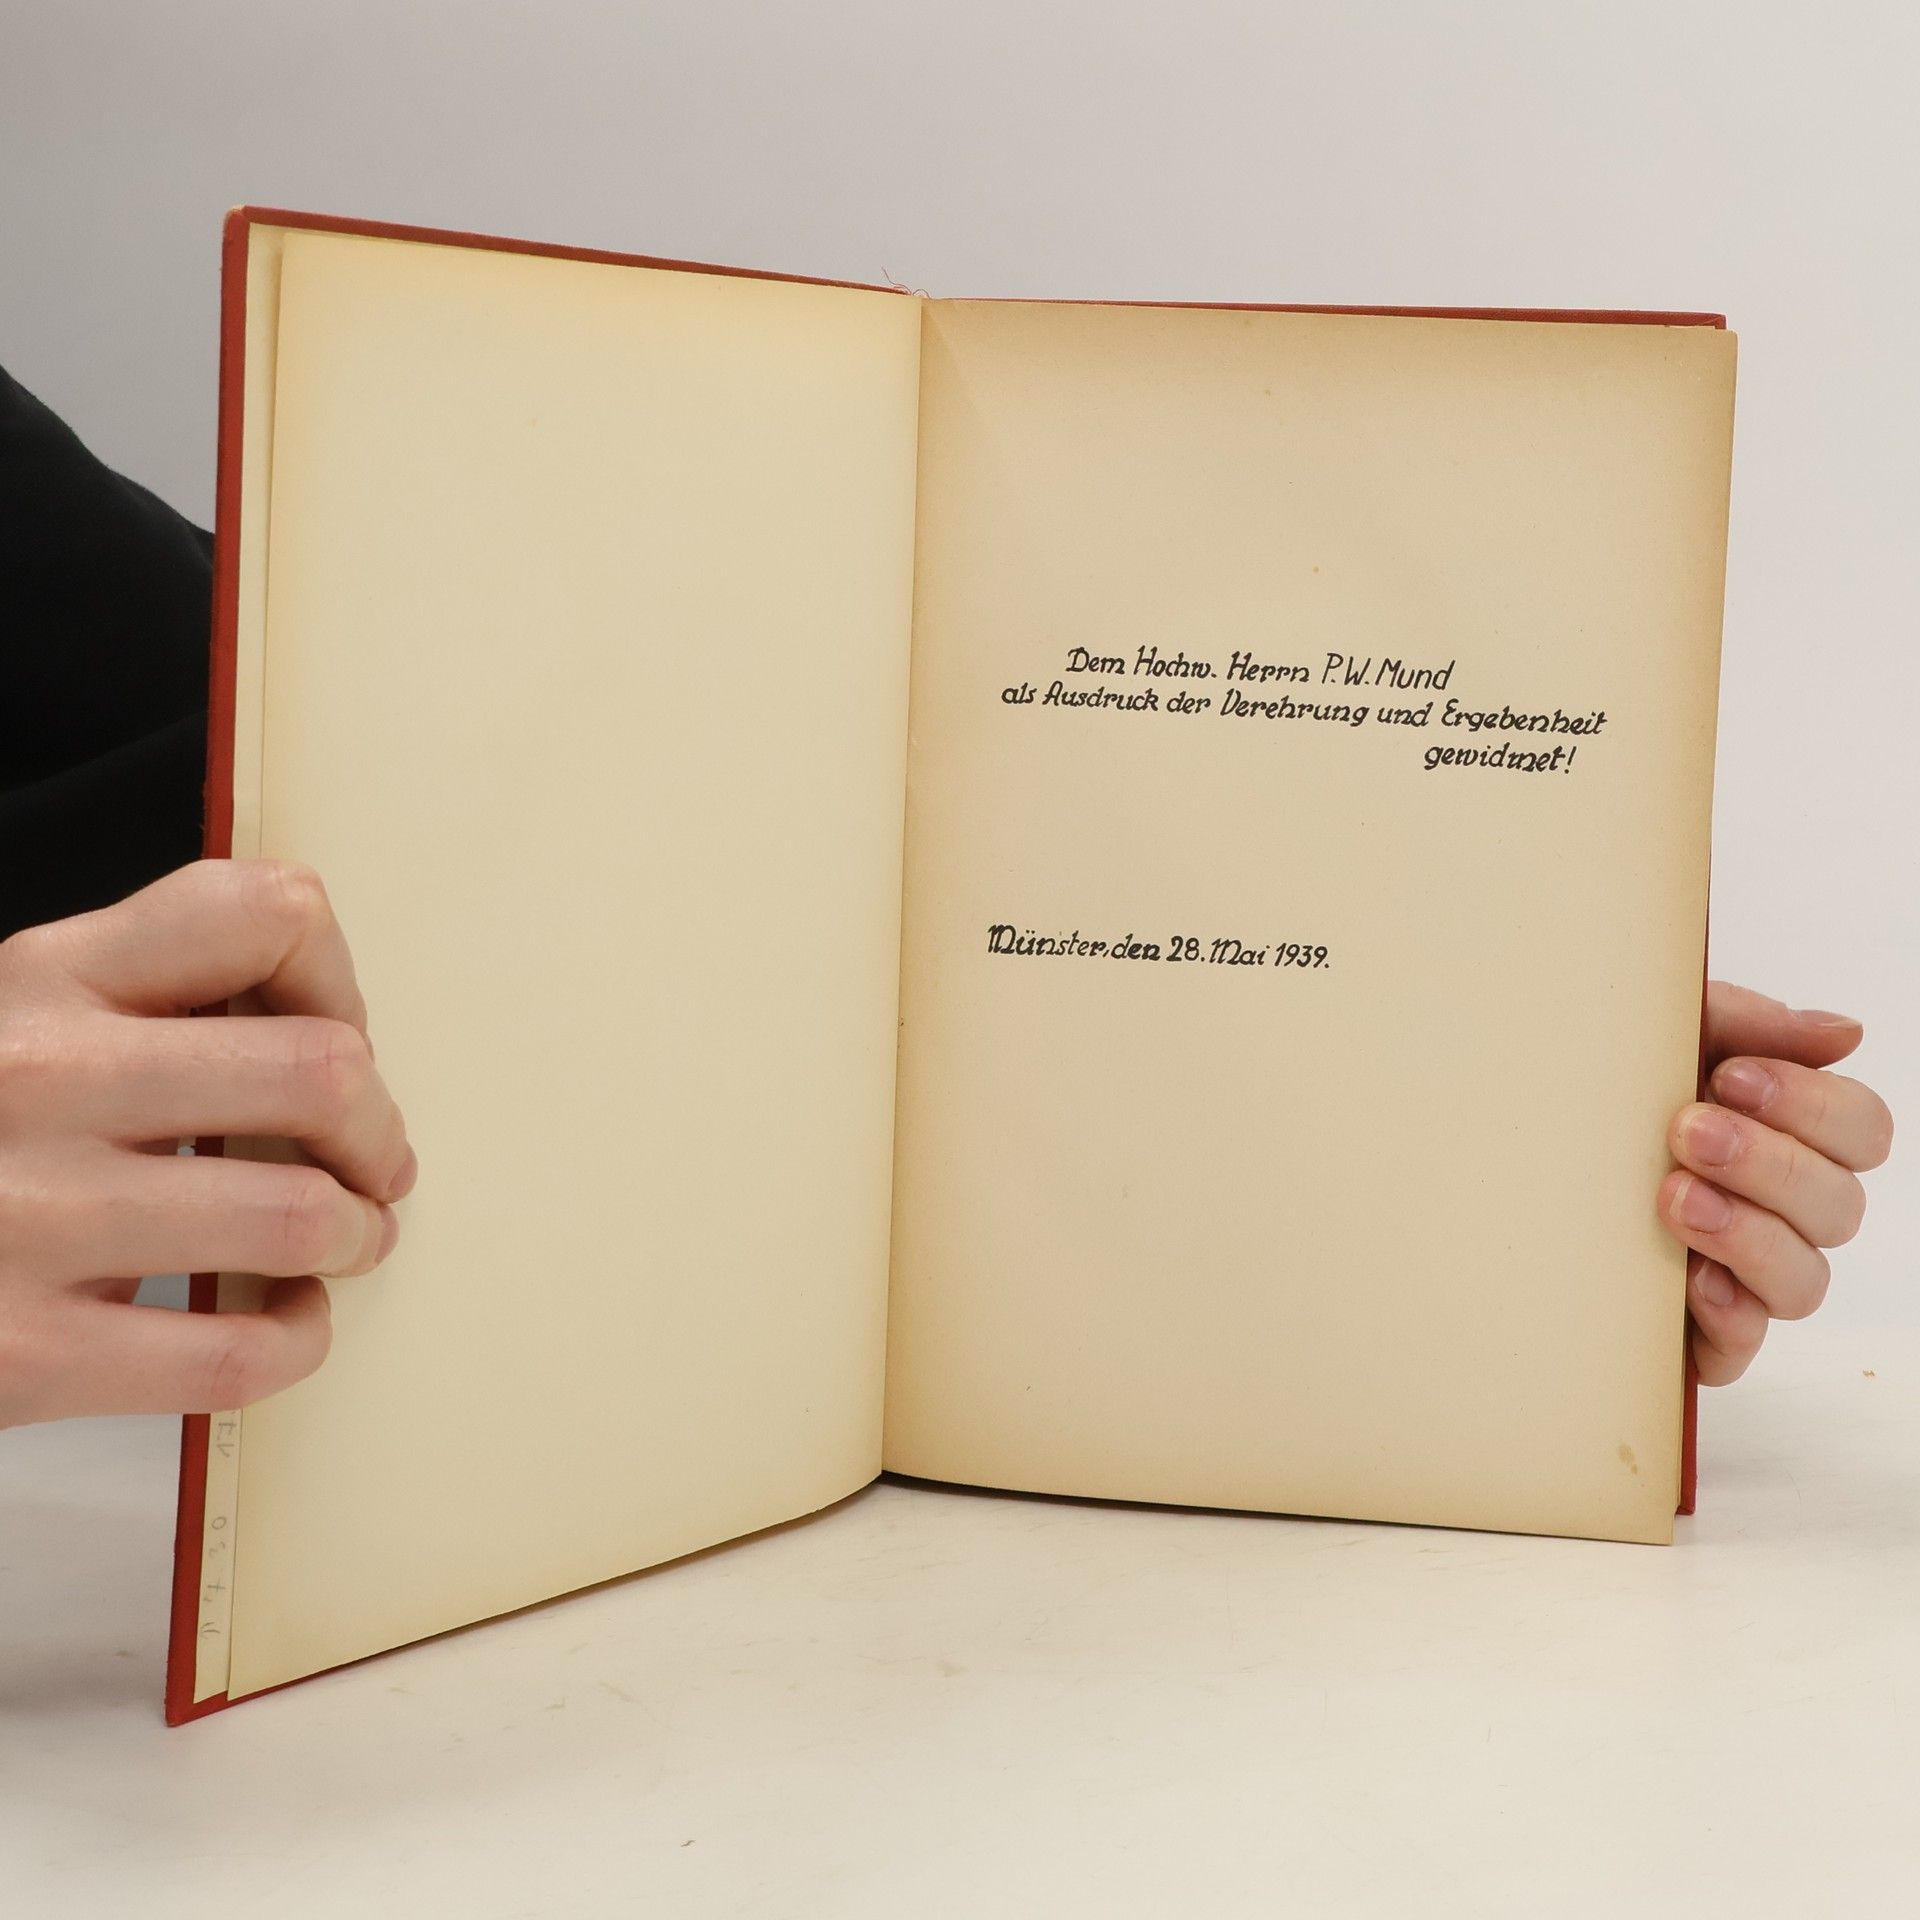 Dem Hochw. Herrn P.W. Mund
als Ausdruck der Verehrung und Ergebenheit
gewidmet!
Münster, den 28. Mai 1939.